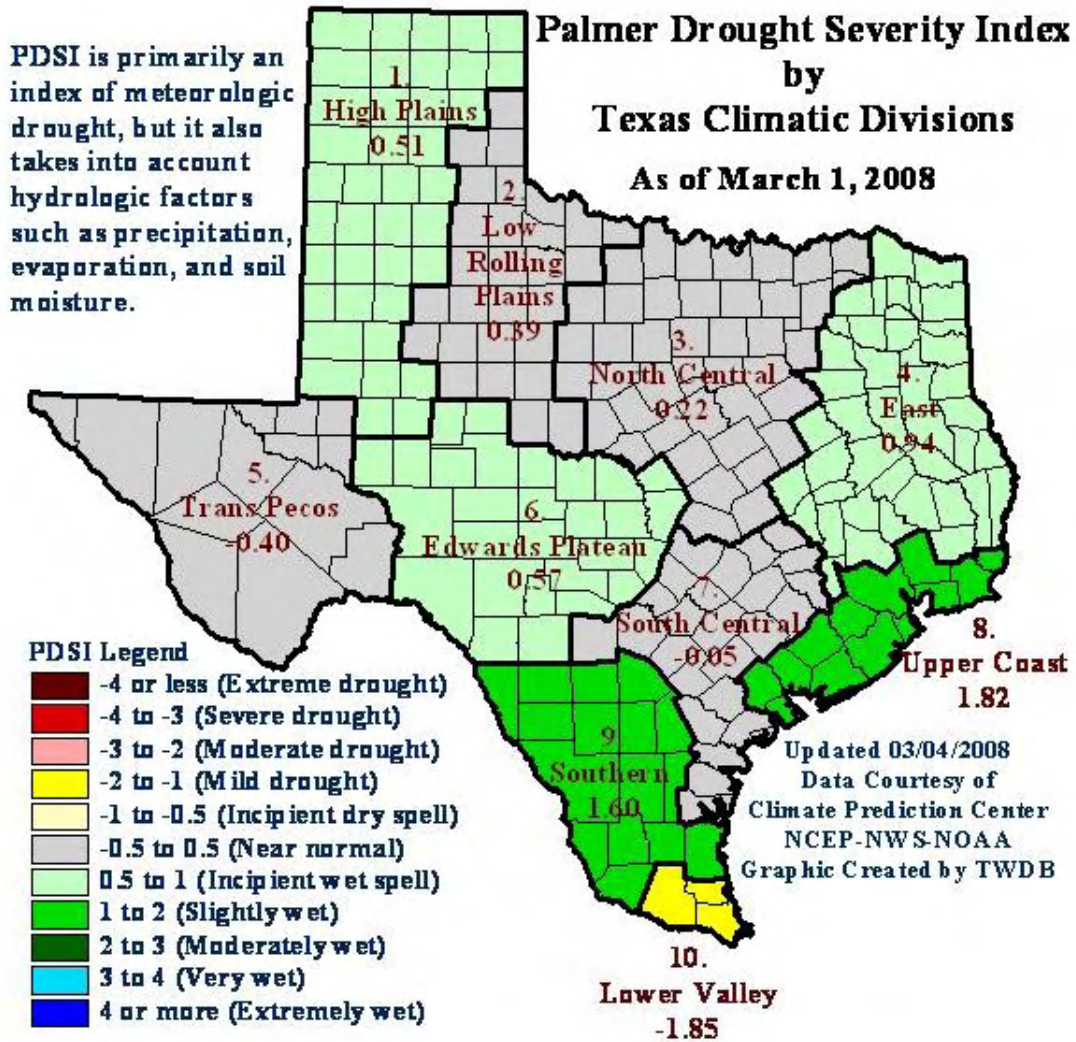 Palmer Drought Severity Index
by
Texas Climatic Divisions
As of March 1, 2008
PDSI is primarily an
index of meteorologic
drought, but it also
takes into account
hydrologic factors
such as precipitation,
evaporation, and soil
moisture.
1.
High Plains
0.51
2.
Low
Rolling
Plains
0.39
3.
North Central
0.22
4.
East
0.94
5.
Trans Pecos
-0.40
6.
Edwards Plateau
0.57
7.
South Central
-0.05
8.
Upper Coast
1.82
9
Southern
1.60
10.
Lower Valley
-1.85
PDSI Legend
-4 or less (Extreme drought)
-4 to -3 (Severe drought)
-3 to -2 (Moderate drought)
-2 to -1 (Mild drought)
-1 to -0.5 (Incipient dry spell)
-0.5 to 0.5 (Near normal)
0.5 to 1 (Incipient wet spell)
1 to 2 (Slightly wet)
2 to 3 (Moderately wet)
3 to 4 (Very wet)
4 or more (Extremely wet)
Updated 03/04/2008
Data Courtesy of
Climate Prediction Center
NCEP-NWS-NOAA
Graphic Created by TWDB